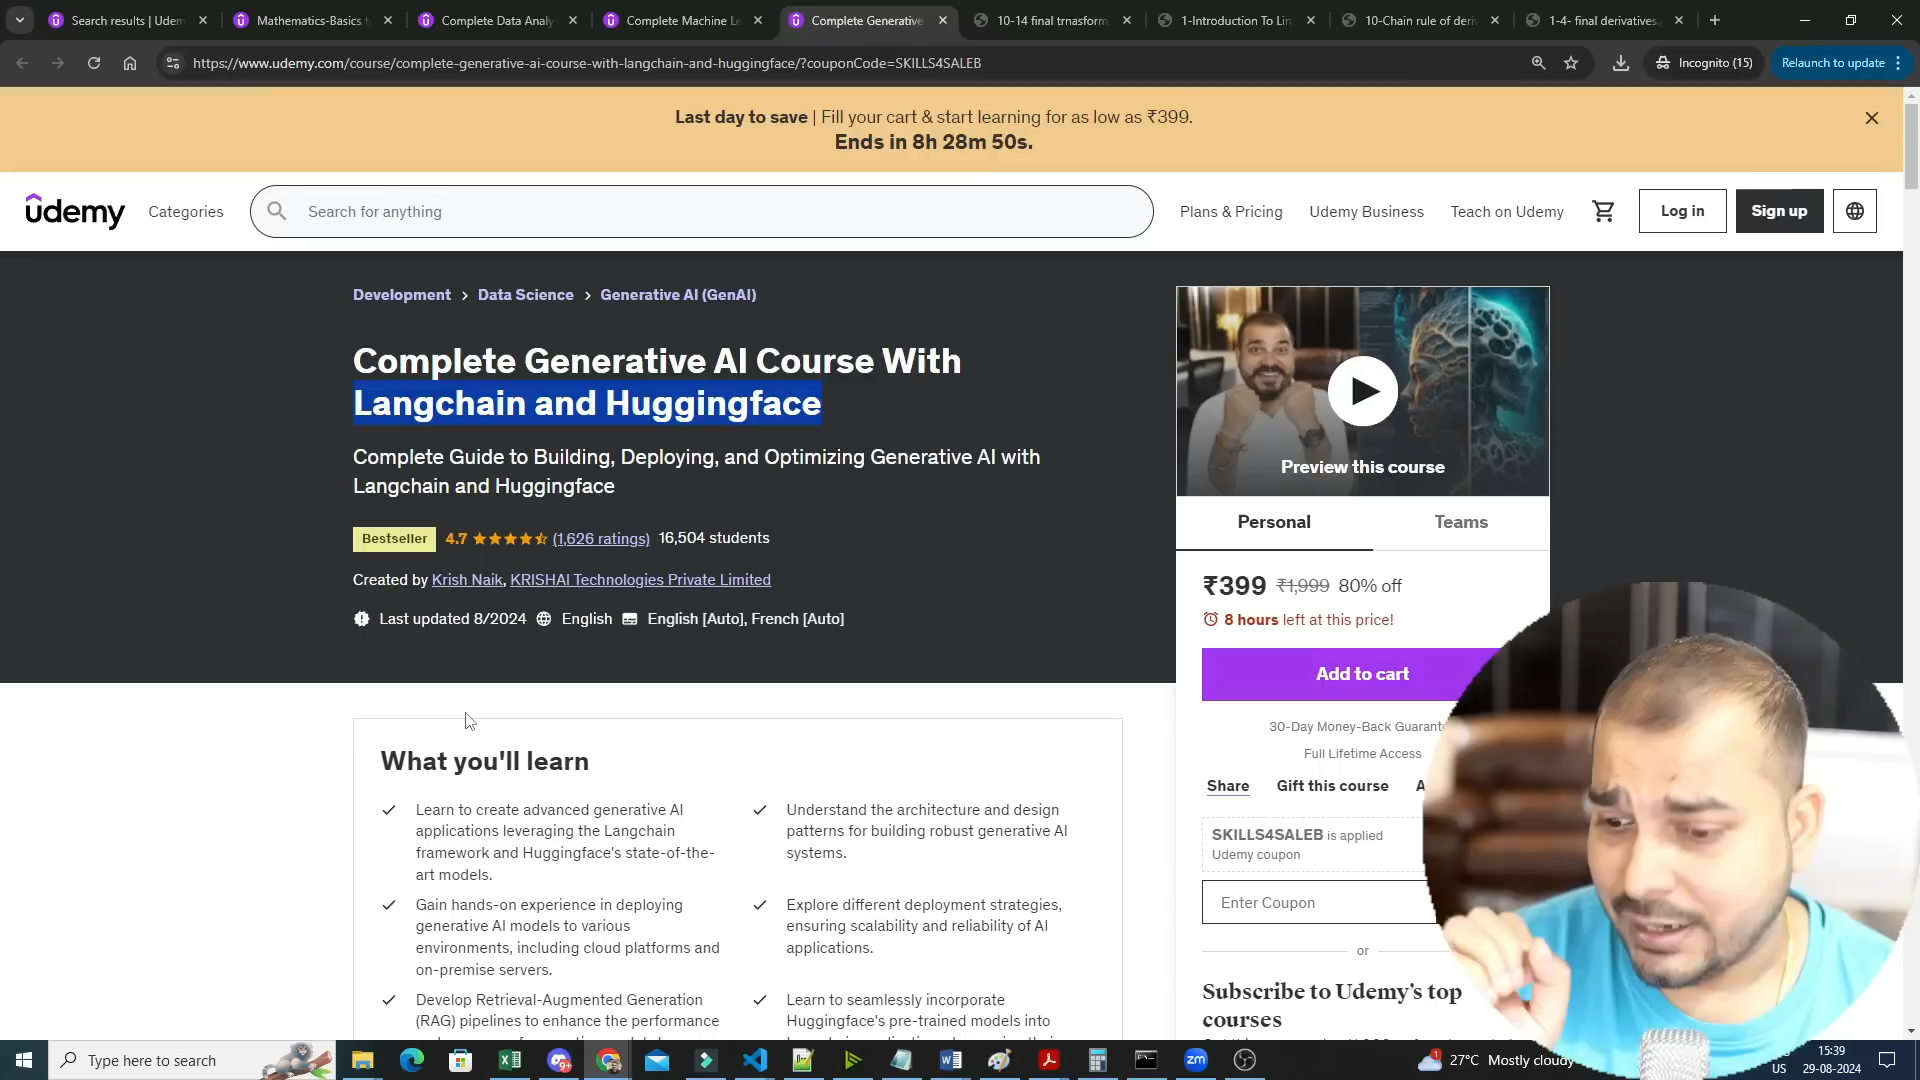 Search results | Udem
Mathematics-Basics t
Complete Data Analy
Complete Machine Le
Complete Generative
10-14 final trnasform
1-Introduction To Lin
10-Chain rule of deri
1-4- final derivatives.
https://www.udemy.com/course/complete-generative-ai-course-with-langchain-and-huggingface/?couponCode=SKILLS4SALEB
Incognito (15)
Relaunch to update
Last day to save | Fill your cart & start learning for as low as ₹399.
Ends in 8h 28m 50s.
udemy
Categories
Search for anything
Plans & Pricing
Udemy Business
Teach on Udemy
Log in
Sign up
Development > Data Science > Generative AI (GenAI)
Complete Generative AI Course With
Langchain and Huggingface
Complete Guide to Building, Deploying, and Optimizing Generative AI with
Langchain and Huggingface
Bestseller 4.7 (1,626 ratings) 16,504 students
Created by Krish Naik, KRISHAI Technologies Private Limited
Last updated 8/2024 English English [Auto], French [Auto]
Preview this course
Personal
Teams
₹399 ₹1,999 80% off
8 hours left at this price!
Add to cart
30-Day Money-Back Guarant
Full Lifetime Access
Share
Gift this course
A
SKILLS4SALEB is applied
Udemy coupon
Enter Coupon
or
Subscribe to Udemy's top
courses
What you'll learn
Learn to create advanced generative AI
applications leveraging the Langchain
framework and Huggingface's state-of-the-
art models.
Understand the architecture and design
patterns for building robust generative AI
systems.
Gain hands-on experience in deploying
generative AI models to various
environments, including cloud platforms and
on-premise servers.
Explore different deployment strategies,
ensuring scalability and reliability of AI
applications.
Develop Retrieval-Augmented Generation
(RAG) pipelines to enhance the performance
Learn to seamlessly incorporate
Huggingface's pre-trained models into
Type here to search
27°C Mostly cloudy
US
15:39
29-08-2024